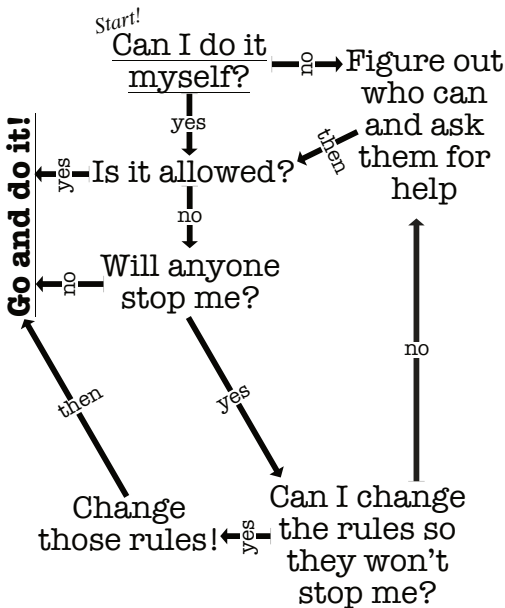 Start!
Can I do it
myself?
no
Figure out
who can
and ask
them for
help
yes
then
Is it allowed?
yes
Go and do it!
no
Will anyone
stop me?
no
yes
then
no
Can I change
the rules so
they won't
stop me?
yes
Change
those rules!